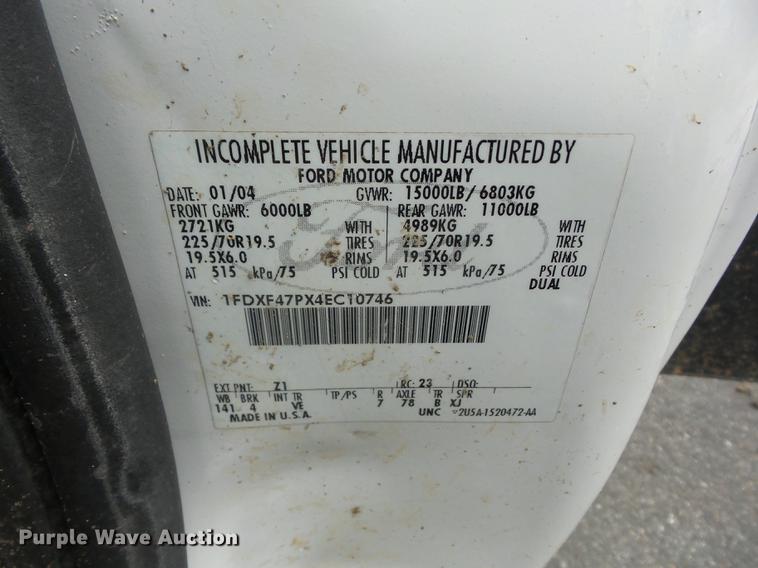 INCOMPLETE VEHICLE MANUFACTURED BY
FORD MOTOR COMPANY
DATE: 01/04 GVWR: 15000LB/6803KG
FRONT GAWR: 6000LB REAR GAWR: 11000LB
2721KG WITH 4989KG WITH
225/70R19.5 TIRES 225/70R19.5 TIRES
19.5X6.0 RIMS 19.5X6.0 RIMS
AT 515 kPa/75 PSI COLD AT 515 kPa/75 PSI COLD
DUAL
Ford
VIN: 1FDXF47PX4EC10746
EXT PNT: Z1 RC: 23 DSO:
WB BRK INT TR TP/PS R AXLE TR SPR
141 4 VE 7 78 B XJ
MADE IN U.S.A. UNC 2U5A-1520472-AA
Purple Wave Auction